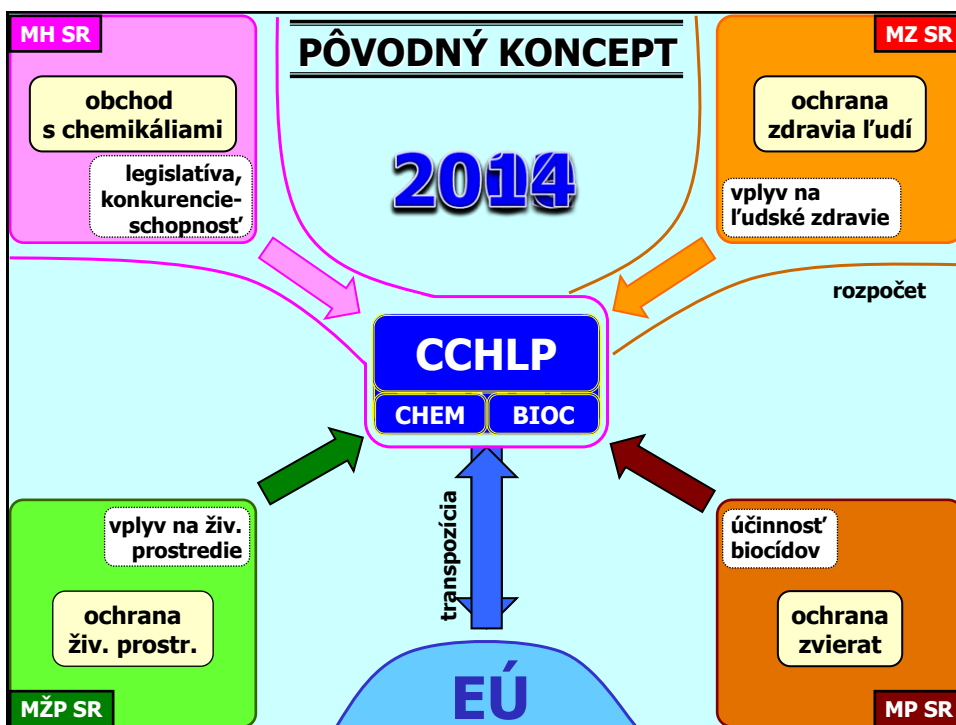 MH SR
PÔVODNÝ KONCEPT
MZ SR
obchod
s chemikáliami
ochrana
zdravia ľudí
legislatíva,
konkurencie-
schopnosť
vplyv na
ľudské zdravie
rozpočet
CCHLP
CHEM
BIOC
transpozícia
vplyv na živ.
prostredie
účinnosť
biocídov
ochrana
živ. prostr.
ochrana
zvierat
MŽP SR
EÚ
MP SR